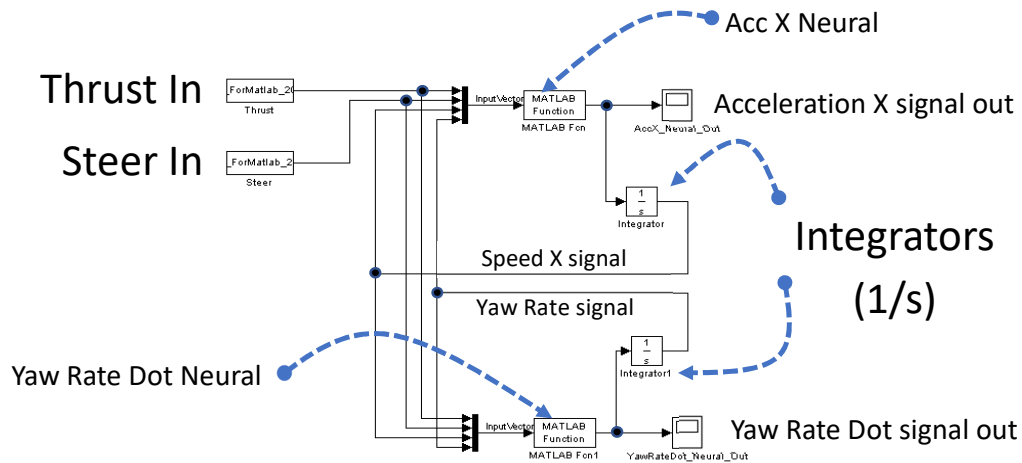 Acc X Neural
Thrust In
_ForMatlab_20
Thrust
InputVector
MATLAB
Function
MATLAB Fcn
AccX_Neural_Out
Acceleration X signal out
Steer In
_ForMatlab_2
Steer
1
s
Integrator
Integrators
(1/s)
Speed X signal
Yaw Rate signal
1
s
Integrator1
Yaw Rate Dot Neural
InputVector
MATLAB
Function
MATLAB Fcn1
YawRateDot_Neural_Out
Yaw Rate Dot signal out